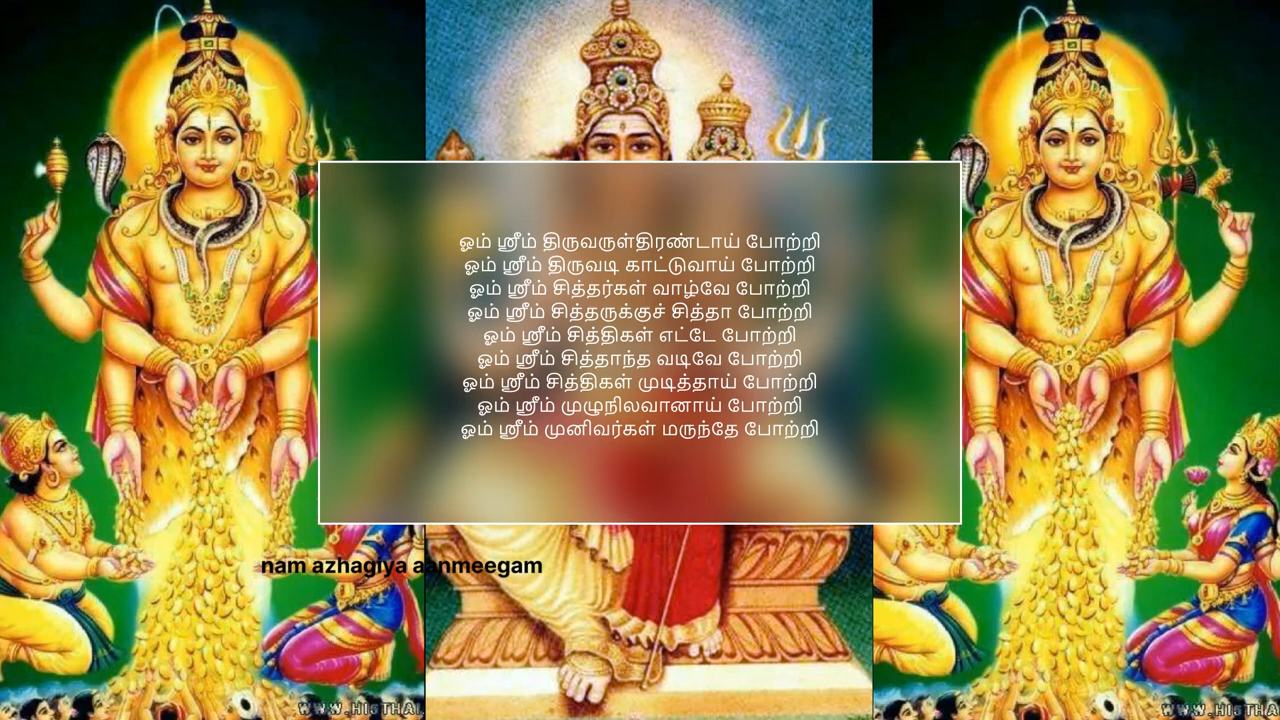 ஓம் ஸ்ரீம் திருவருள்திரண்டாய் போற்றி
ஓம் ஸ்ரீம் திருவடி காட்டுவாய் போற்றி
ஓம் ஸ்ரீம் சித்தர்கள் வாழ்வே போற்றி
ஓம் ஸ்ரீம் சித்தருக்குச் சித்தா போற்றி
ஓம் ஸ்ரீம் சித்திகள் எட்டே போற்றி
ஓம் ஸ்ரீம் சித்தாந்த வடிவே போற்றி
ஓம் ஸ்ரீம் சித்திகள் முடித்தாய் போற்றி
ஓம் ஸ்ரீம் முழுநிலவானாய் போற்றி
ஓம் ஸ்ரீம் முனிவர்கள் மருந்தே போற்றி
nam azhagiya aanmeegam